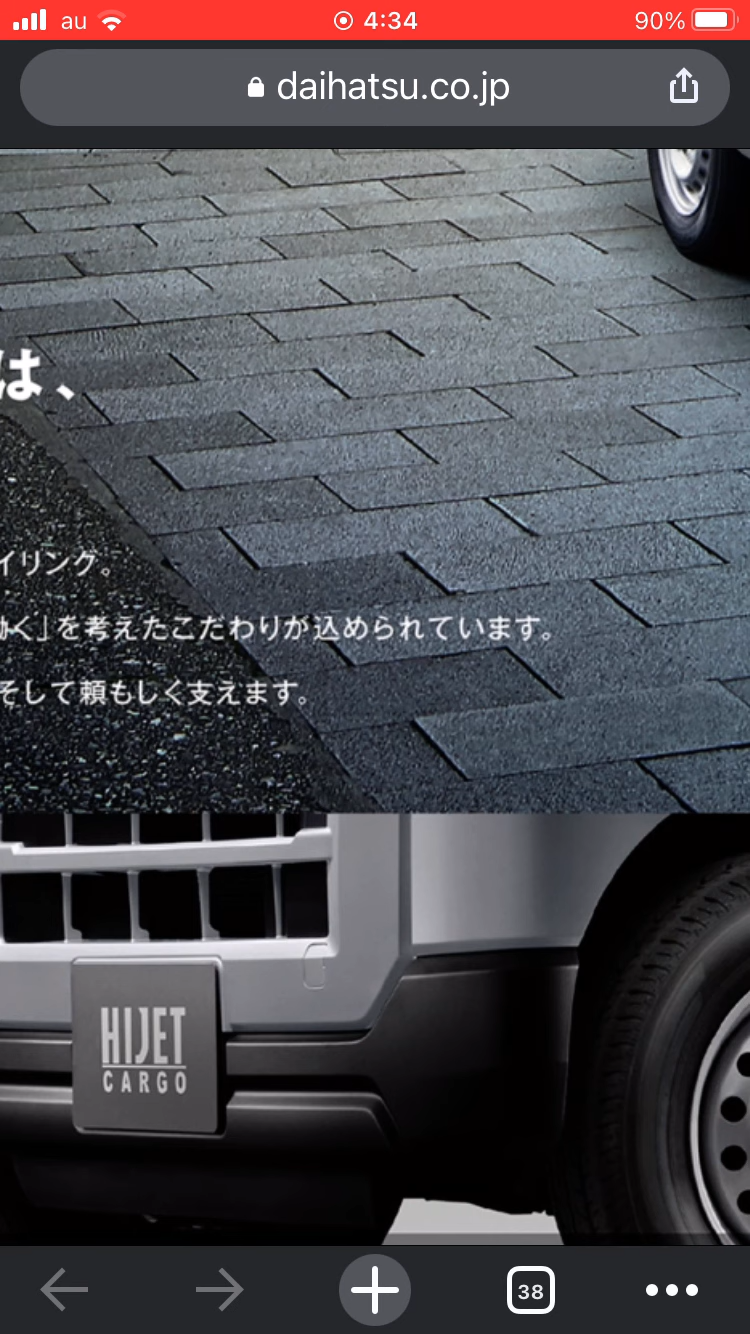 au
4:34
90%
daihatsu.co.jp
は、
イリング。
働く」を考えたこだわりが込められています。
そして頼もしく支えます。
HIJET
CARGO
38